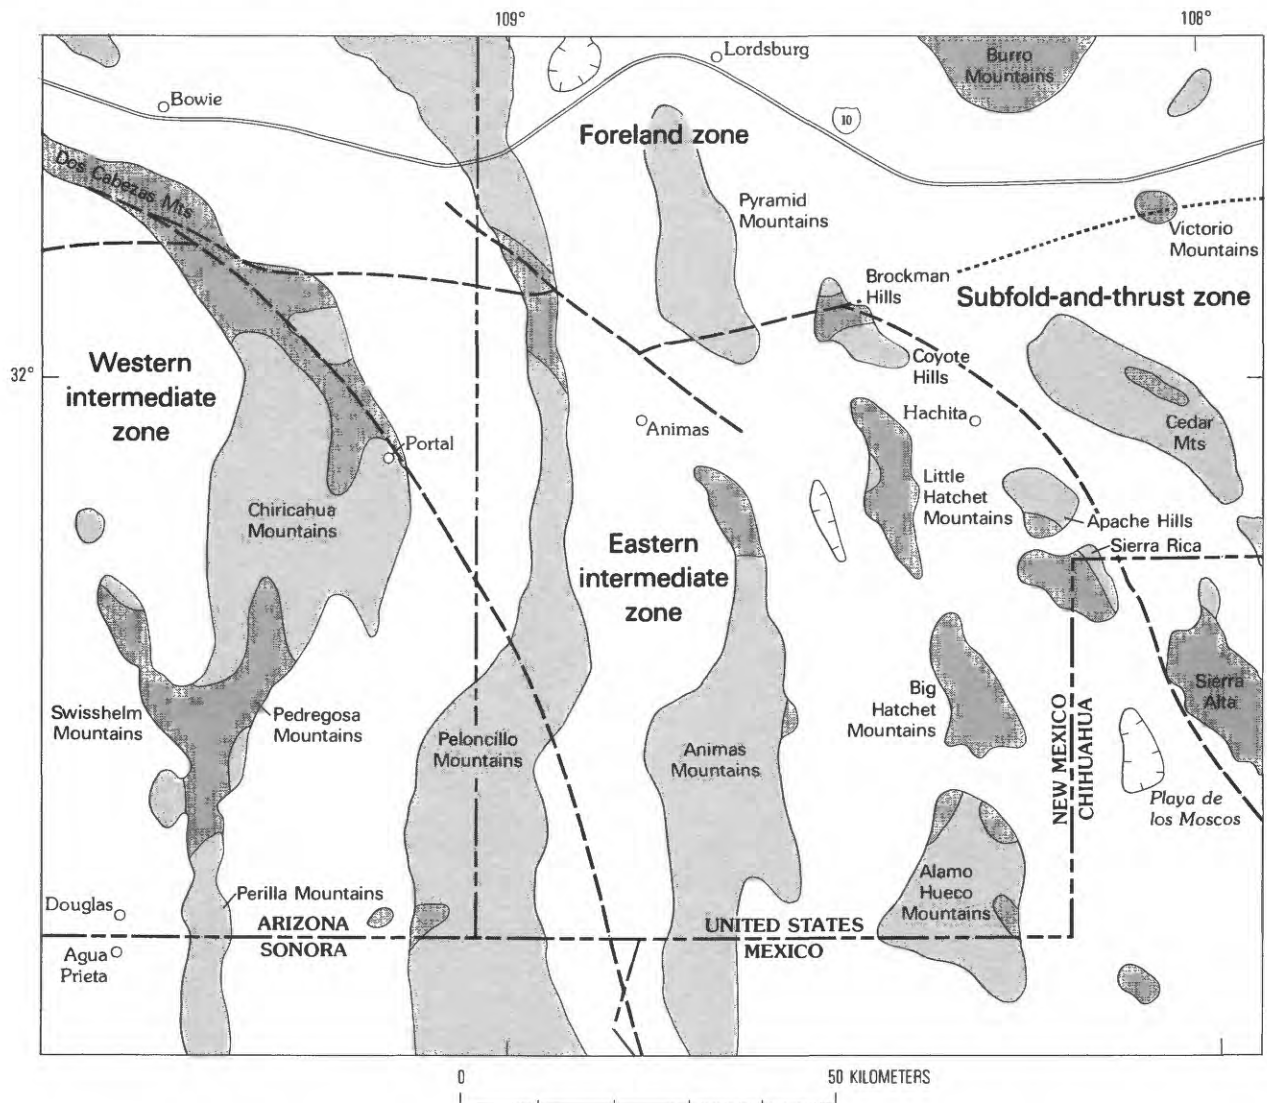 109°
108°
Lordsburg
Burro
Mountains
Bowie
10
Foreland zone
Dos Cabezas Mts
Pyramid
Mountains
Victorio
Mountains
Brockman
Hills
Subfold-and-thrust zone
Western
intermediate
zone
32°
Coyote
Hills
Hachita
Animas
Cedar
Mts
Portal
Little
Hatchet
Mountains
Chiricahua
Mountains
Apache Hills
Sierra Rica
Eastern
intermediate
zone
Swisshelm
Mountains
Pedregosa
Mountains
Peloncillo
Mountains
Animas
Mountains
Big
Hatchet
Mountains
Sierra
Alta
NEW MEXICO
CHIHUAHUA
Playa de
los Moscos
Alamo
Hueco
Mountains
Perilla Mountains
Douglas
ARIZONA
SONORA
UNITED STATES
MEXICO
Agua
Prieta
0
50 KILOMETERS